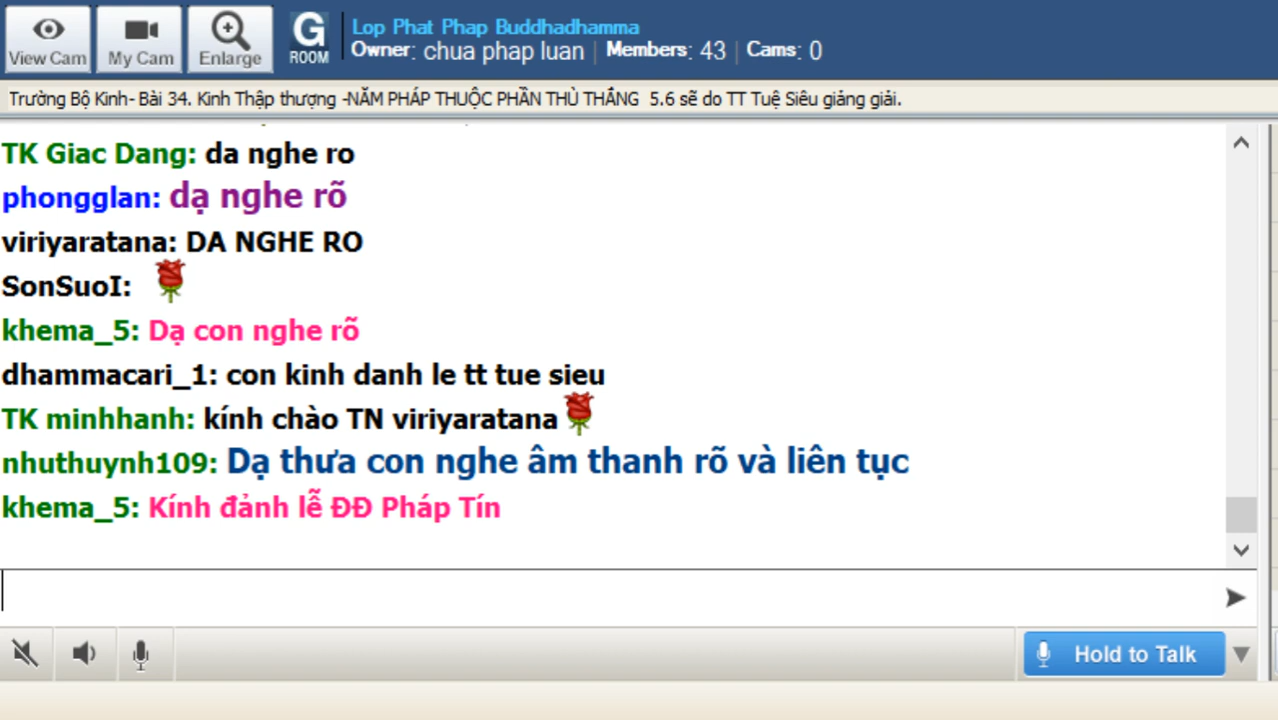 View Cam
My Cam
Enlarge
G
ROOM
Lop Phat Phap Buddhadhamma
Owner: chua phap luan | Members: 43 | Cams: 0
Trường Bộ Kinh- Bài 34. Kinh Thập thượng -NĂM PHÁP THUỘC PHẦN THÙ THẮNG 5.6 sẽ do TT Tuệ Siêu giảng giải.
TK Giac Dang: da nghe ro
phongglan: dạ nghe rõ
viriyaratana: DA NGHE RO
SonSuoI:
khema_5: Dạ con nghe rõ
dhammacari_1: con kinh danh le tt tue sieu
TK minhhanh: kính chào TN viriyaratana
nhuthuynh109: Dạ thưa con nghe âm thanh rõ và liên tục
khema_5: Kính đảnh lễ ĐĐ Pháp Tín
Hold to Talk